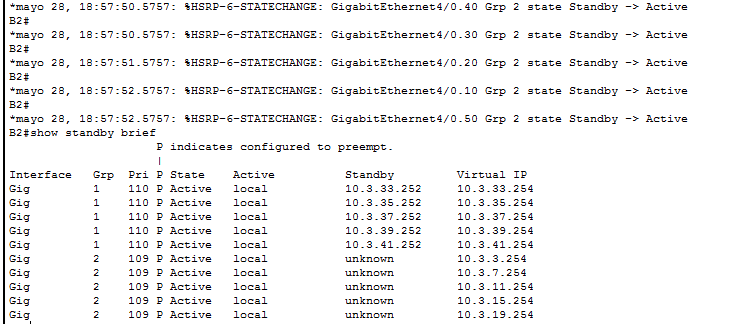 *mayo 28, 18:57:50.5757: %HSRP-6-STATECHANGE: GigabitEthernet4/0.40 Grp 2 state Standby -> Active
B2#
*mayo 28, 18:57:50.5757: %HSRP-6-STATECHANGE: GigabitEthernet4/0.30 Grp 2 state Standby -> Active
B2#
*mayo 28, 18:57:51.5757: %HSRP-6-STATECHANGE: GigabitEthernet4/0.20 Grp 2 state Standby -> Active
B2#
*mayo 28, 18:57:52.5757: %HSRP-6-STATECHANGE: GigabitEthernet4/0.10 Grp 2 state Standby -> Active
B2#
*mayo 28, 18:57:52.5757: %HSRP-6-STATECHANGE: GigabitEthernet4/0.50 Grp 2 state Standby -> Active
B2#show standby brief
P indicates configured to preempt.
|
Interface Grp Pri P State Active Standby Virtual IP
Gig 1 110 P Active local 10.3.33.252 10.3.33.254
Gig 1 110 P Active local 10.3.35.252 10.3.35.254
Gig 1 110 P Active local 10.3.37.252 10.3.37.254
Gig 1 110 P Active local 10.3.39.252 10.3.39.254
Gig 1 110 P Active local 10.3.41.252 10.3.41.254
Gig 2 109 P Active local unknown 10.3.3.254
Gig 2 109 P Active local unknown 10.3.7.254
Gig 2 109 P Active local unknown 10.3.11.254
Gig 2 109 P Active local unknown 10.3.15.254
Gig 2 109 P Active local unknown 10.3.19.254